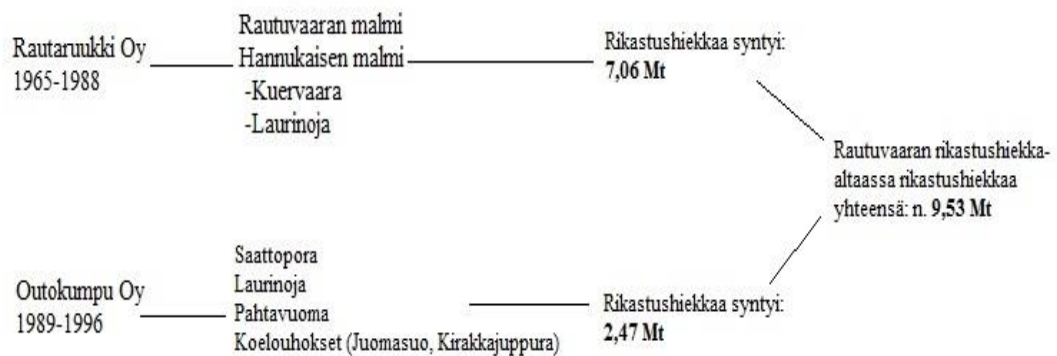 Rautaruukki Oy
1965-1988
Rautuvaaran malmi
Hannukaisen malmi
-Kuervaara
-Laurinoja
Rikastushiekkaa syntyi:
7,06 Mt
Rautuvaaran rikastushiekka-
altaassa rikastushiekkaa
yhteensä: n. 9,53 Mt
Outokumpu Oy
1989-1996
Saattopora
Laurinoja
Pahtavuoma
Koelouhokset (Juomasuo, Kirakkajuppura)
Rikastushiekkaa syntyi:
2,47 Mt